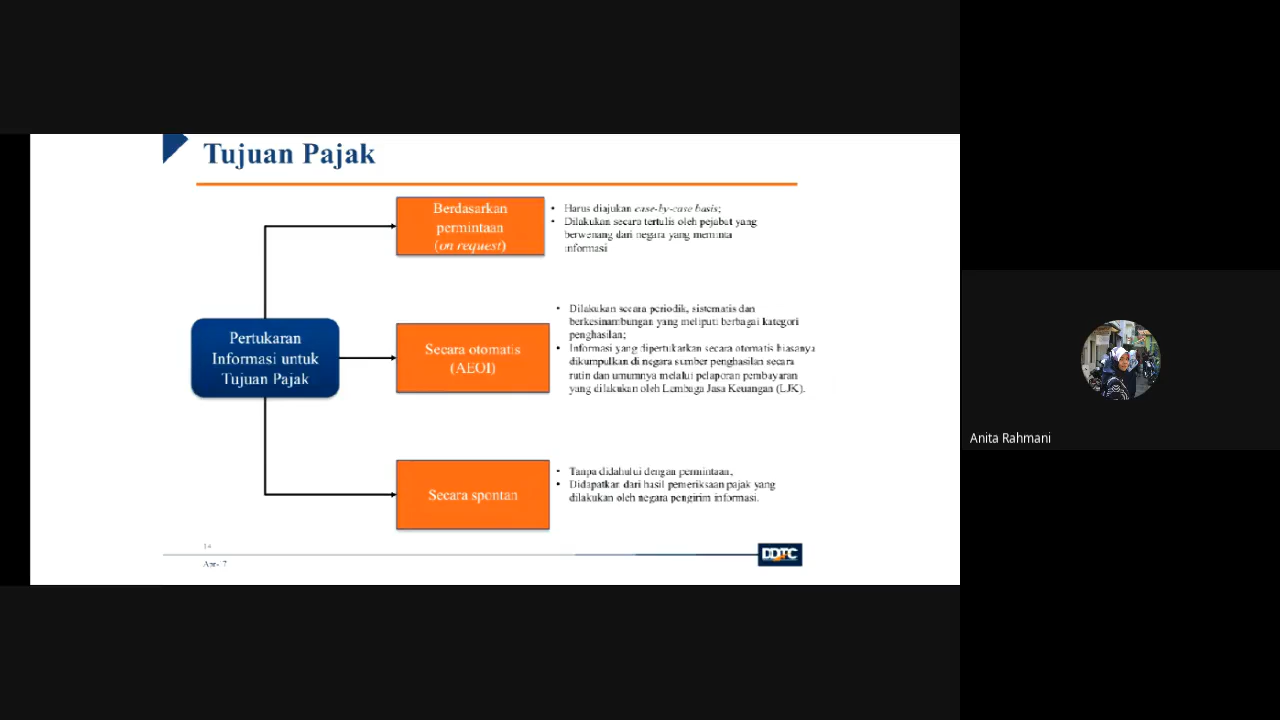 Tujuan Pajak
Berdasarkan
permintaan
(on request)
• Harus diajukan case-by-case basis;
• Dilakukan secara tertulis oleh pejabat yang
berwenang dari negara yang meminta
informasi
Pertukaran
Informasi untuk
Tujuan Pajak
Secara otomatis
(AEOI)
• Dilakukan secara periodik, sistematis dan
berkesinambungan yang meliputi berbagai kategori
penghasilan;
• Informasi yang dipertukarkan secara otomatis biasanya
dikumpulkan di negara sumber penghasilan secara
rutin dan umumnya melalui pelaporan pembayaran
yang dilakukan oleh Lembaga Jasa Keuangan (LJK).
Secara spontan
• Tanpa didahului dengan permintaan;
• Didapatkan dari hasil pemeriksaan pajak yang
dilakukan oleh negara pengirim informasi.
14
DDTC
Anita Rahmani